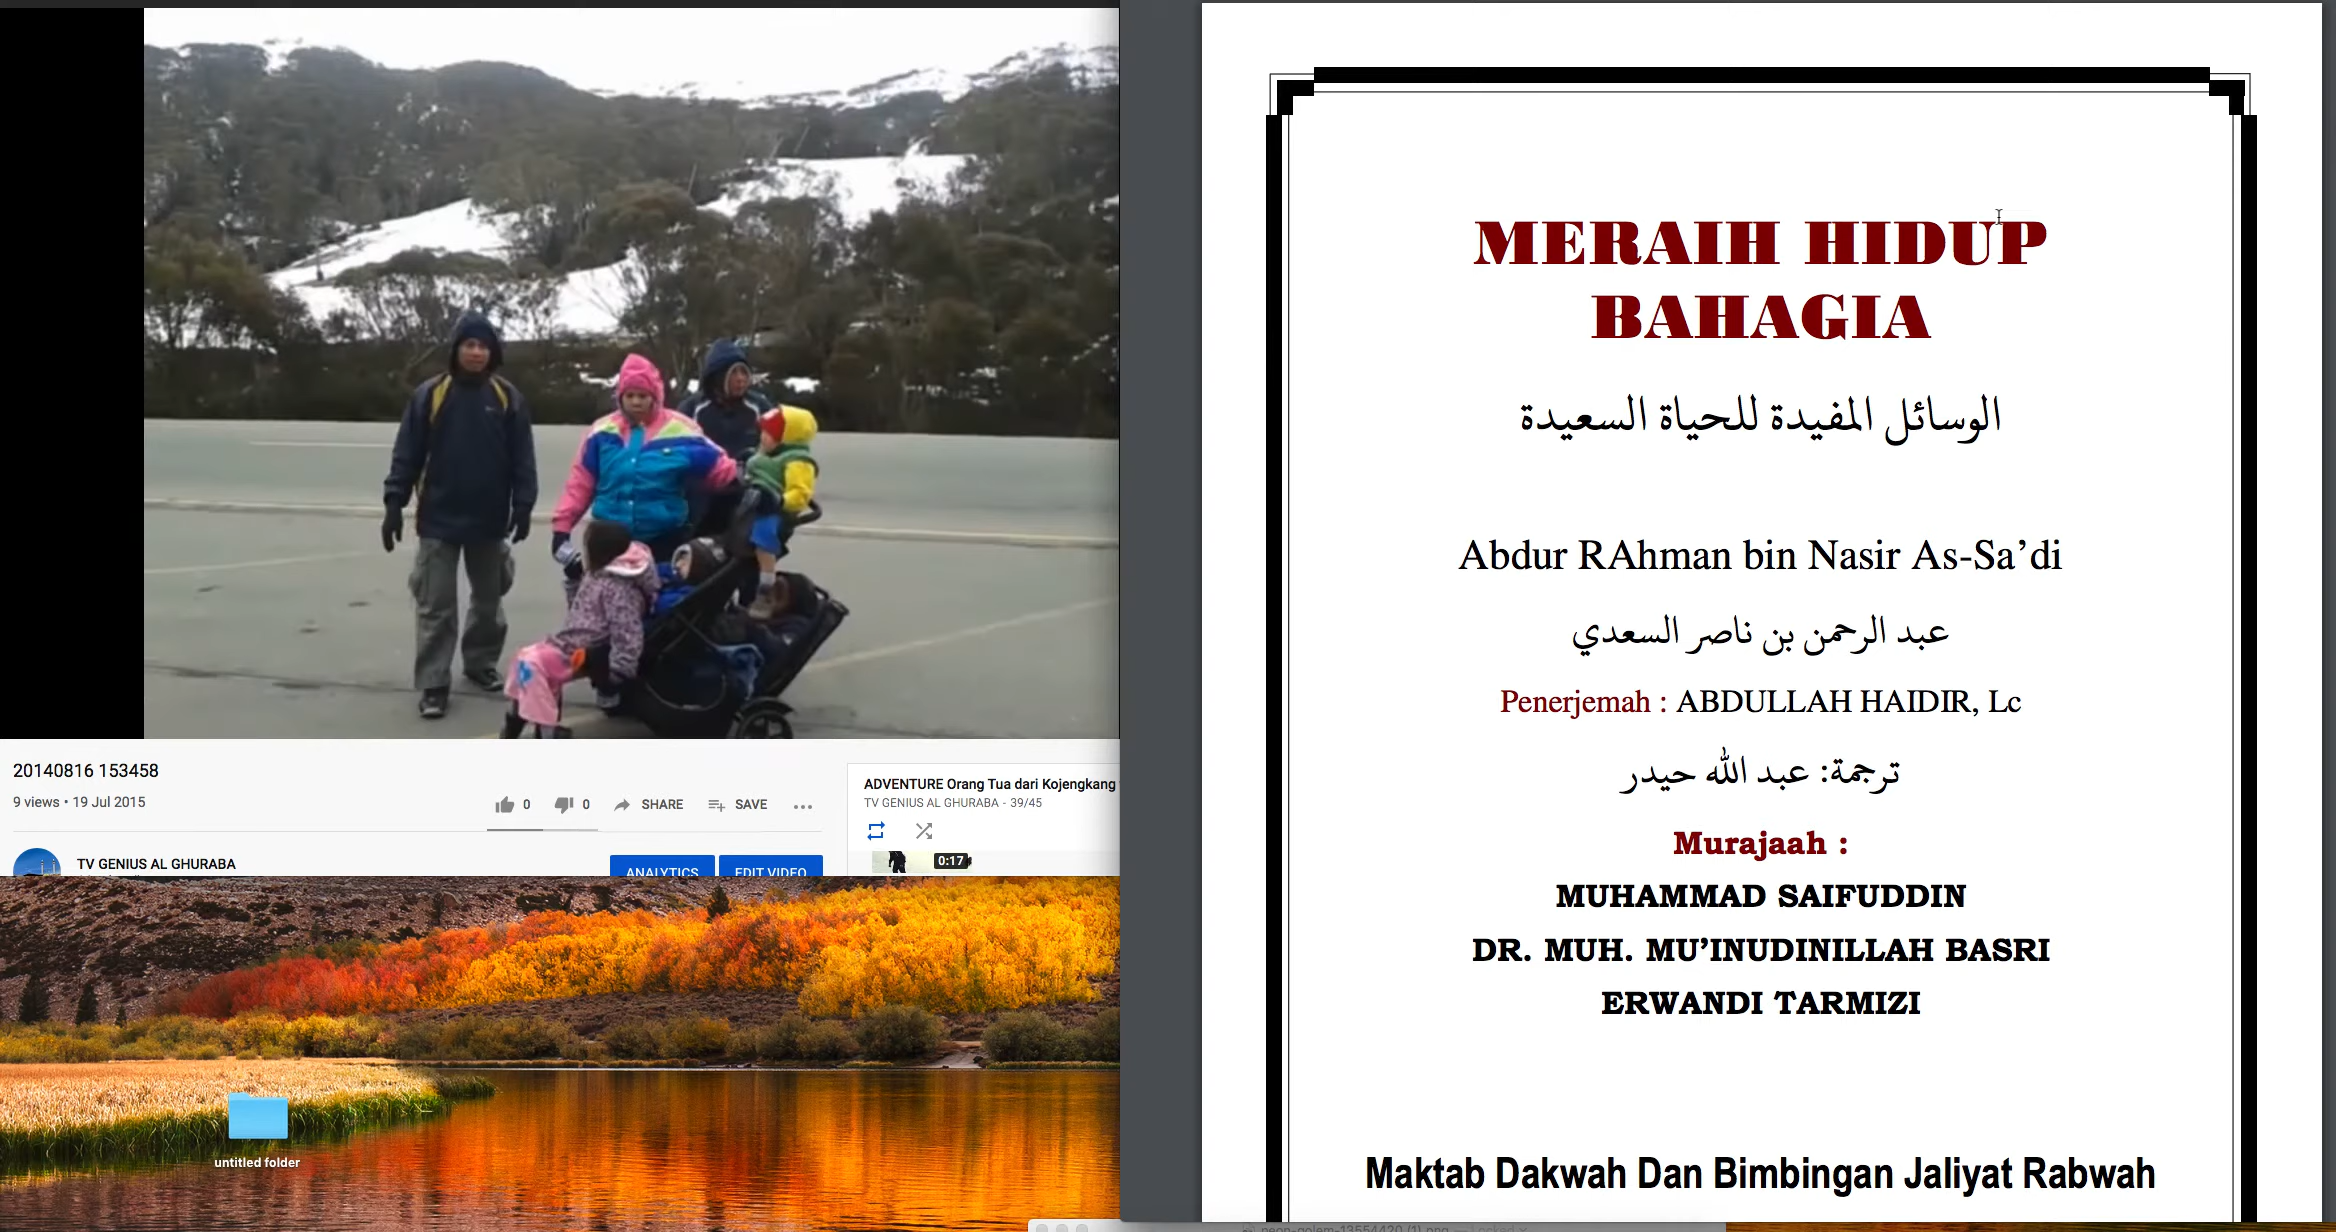 20140816 153458
9 views • 19 Jul 2015
0
0
SHARE
SAVE
TV GENIUS AL GHURABA
ANALYTICS
EDIT VIDEO
ADVENTURE Orang Tua dari Kojengkang
TV GENIUS AL GHURABA - 39/45
0:17
untitled folder
MERAIH HIDUP
BAHAGIA
الوسائل المفيدة للحياة السعيدة
Abdur RAhman bin Nasir As-Sa’di
عبد الرحمن بن ناصر السعدي
Penerjemah : ABDULLAH HAIDIR, Lc
ترجمة: عبد الله حيدر
Murajaah :
MUHAMMAD SAIFUDDIN
DR. MUH. MU’INUDINILLAH BASRI
ERWANDI TARMIZI
Maktab Dakwah Dan Bimbingan Jaliyat Rabwah